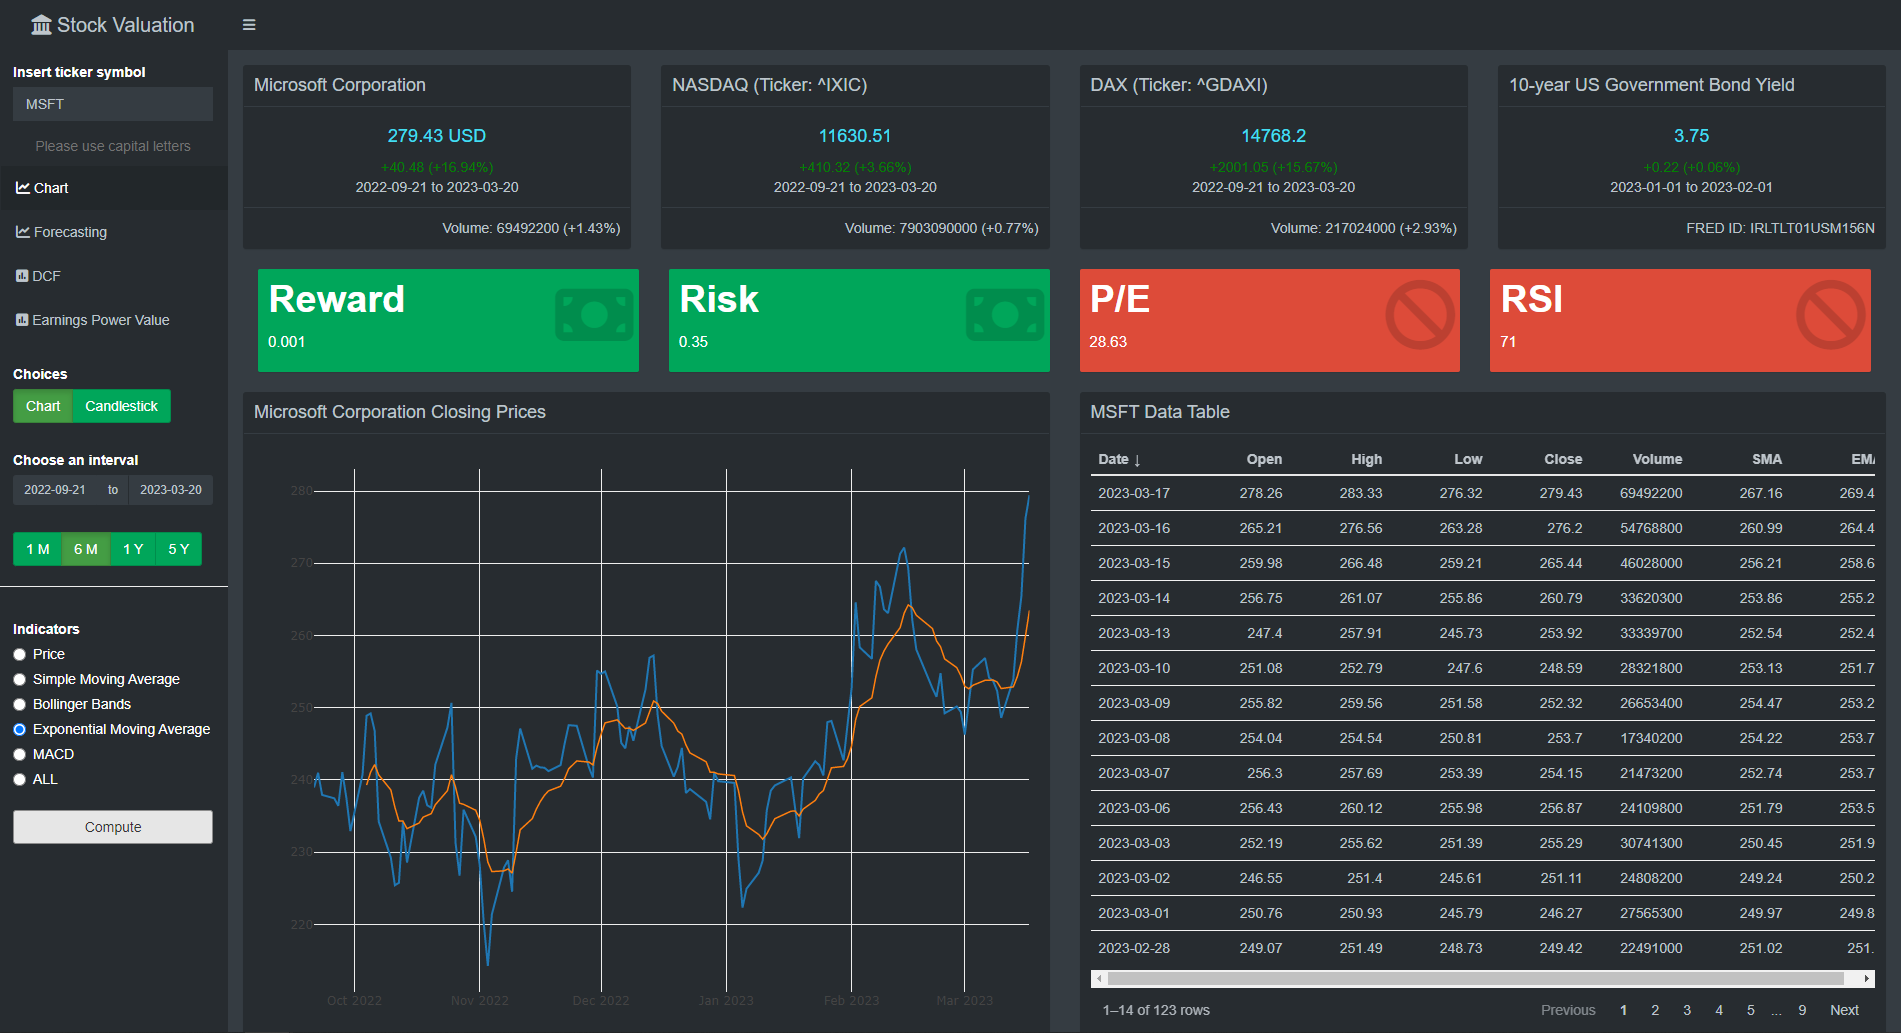 Stock Valuation
Insert ticker symbol
MSFT
Please use capital letters
Chart
Forecasting
DCF
Earnings Power Value
Choices
Chart Candlestick
Choose an interval
2022-09-21 to 2023-03-20
1 M 6 M 1 Y 5 Y
Indicators
Price
Simple Moving Average
Bollinger Bands
Exponential Moving Average
MACD
ALL
Compute
Microsoft Corporation
279.43 USD
+40.48 (+16.94%)
2022-09-21 to 2023-03-20
Volume: 69492200 (+1.43%)
NASDAQ (Ticker: ^IXIC)
11630.51
+410.32 (+3.66%)
2022-09-21 to 2023-03-20
Volume: 7903090000 (+0.77%)
DAX (Ticker: ^GDAXI)
14768.2
+2001.05 (+15.67%)
2022-09-21 to 2023-03-20
Volume: 217024000 (+2.93%)
10-year US Government Bond Yield
3.75
+0.22 (+0.06%)
2023-01-01 to 2023-02-01
FRED ID: IRLTLT01USM156N
Reward
0.001
Risk
0.35
P/E
28.63
RSI
71
Microsoft Corporation Closing Prices
280
270
260
250
240
230
220
Oct 2022 Nov 2022 Dec 2022 Jan 2023 Feb 2023 Mar 2023
MSFT Data Table
Date ↓ Open High Low Close Volume SMA EMA
2023-03-17 278.26 283.33 276.32 279.43 69492200 267.16 269.4
2023-03-16 265.21 276.56 263.28 276.2 54768800 260.99 264.4
2023-03-15 259.98 266.48 259.21 265.44 46028000 256.21 258.6
2023-03-14 256.75 261.07 255.86 260.79 33620300 253.86 255.2
2023-03-13 247.4 257.91 245.73 253.92 33339700 252.54 252.4
2023-03-10 251.08 252.79 247.6 248.59 28321800 253.13 251.7
2023-03-09 255.82 259.56 251.58 252.32 26653400 254.47 253.2
2023-03-08 254.04 254.54 250.81 253.7 17340200 254.22 253.7
2023-03-07 256.3 257.69 253.39 254.15 21473200 252.74 253.7
2023-03-06 256.43 260.12 255.98 256.87 24109800 251.79 253.5
2023-03-03 252.19 255.62 251.39 255.29 30741300 250.45 251.9
2023-03-02 246.55 251.4 245.61 251.11 24808200 249.24 250.2
2023-03-01 250.76 250.93 245.79 246.27 27565300 249.97 249.8
2023-02-28 249.07 251.49 248.73 249.42 22491000 251.02 251.
1–14 of 123 rows
Previous 1 2 3 4 5 ... 9 Next